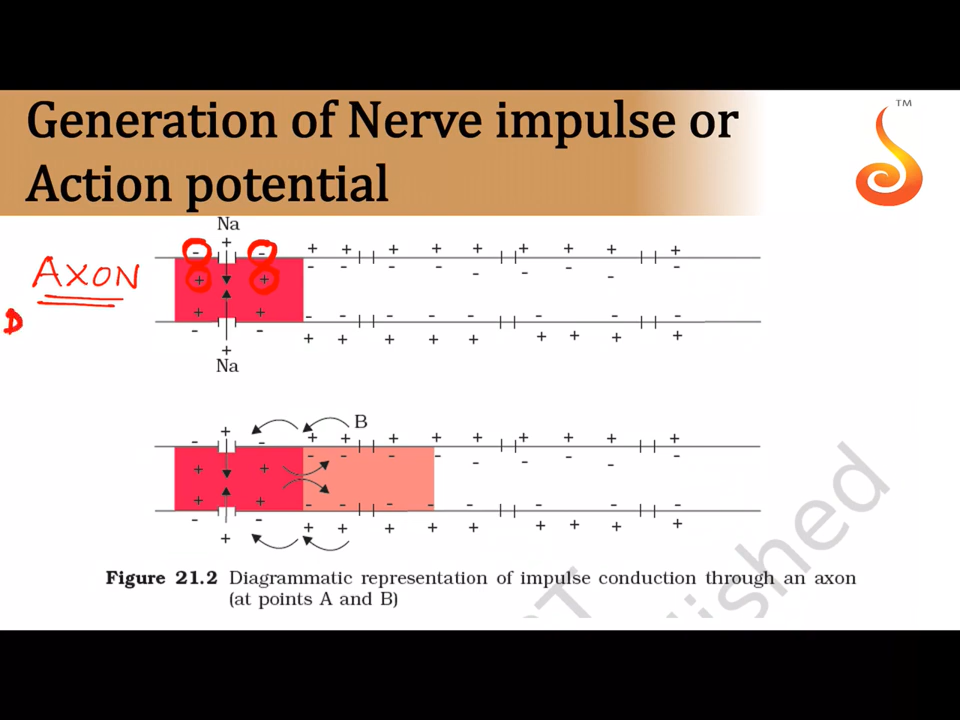 Generation of Nerve impulse or
Action potential
TM
Na
AXON
D
Na
B
Figure 21.2 Diagrammatic representation of impulse conduction through an axon
(at points A and B)